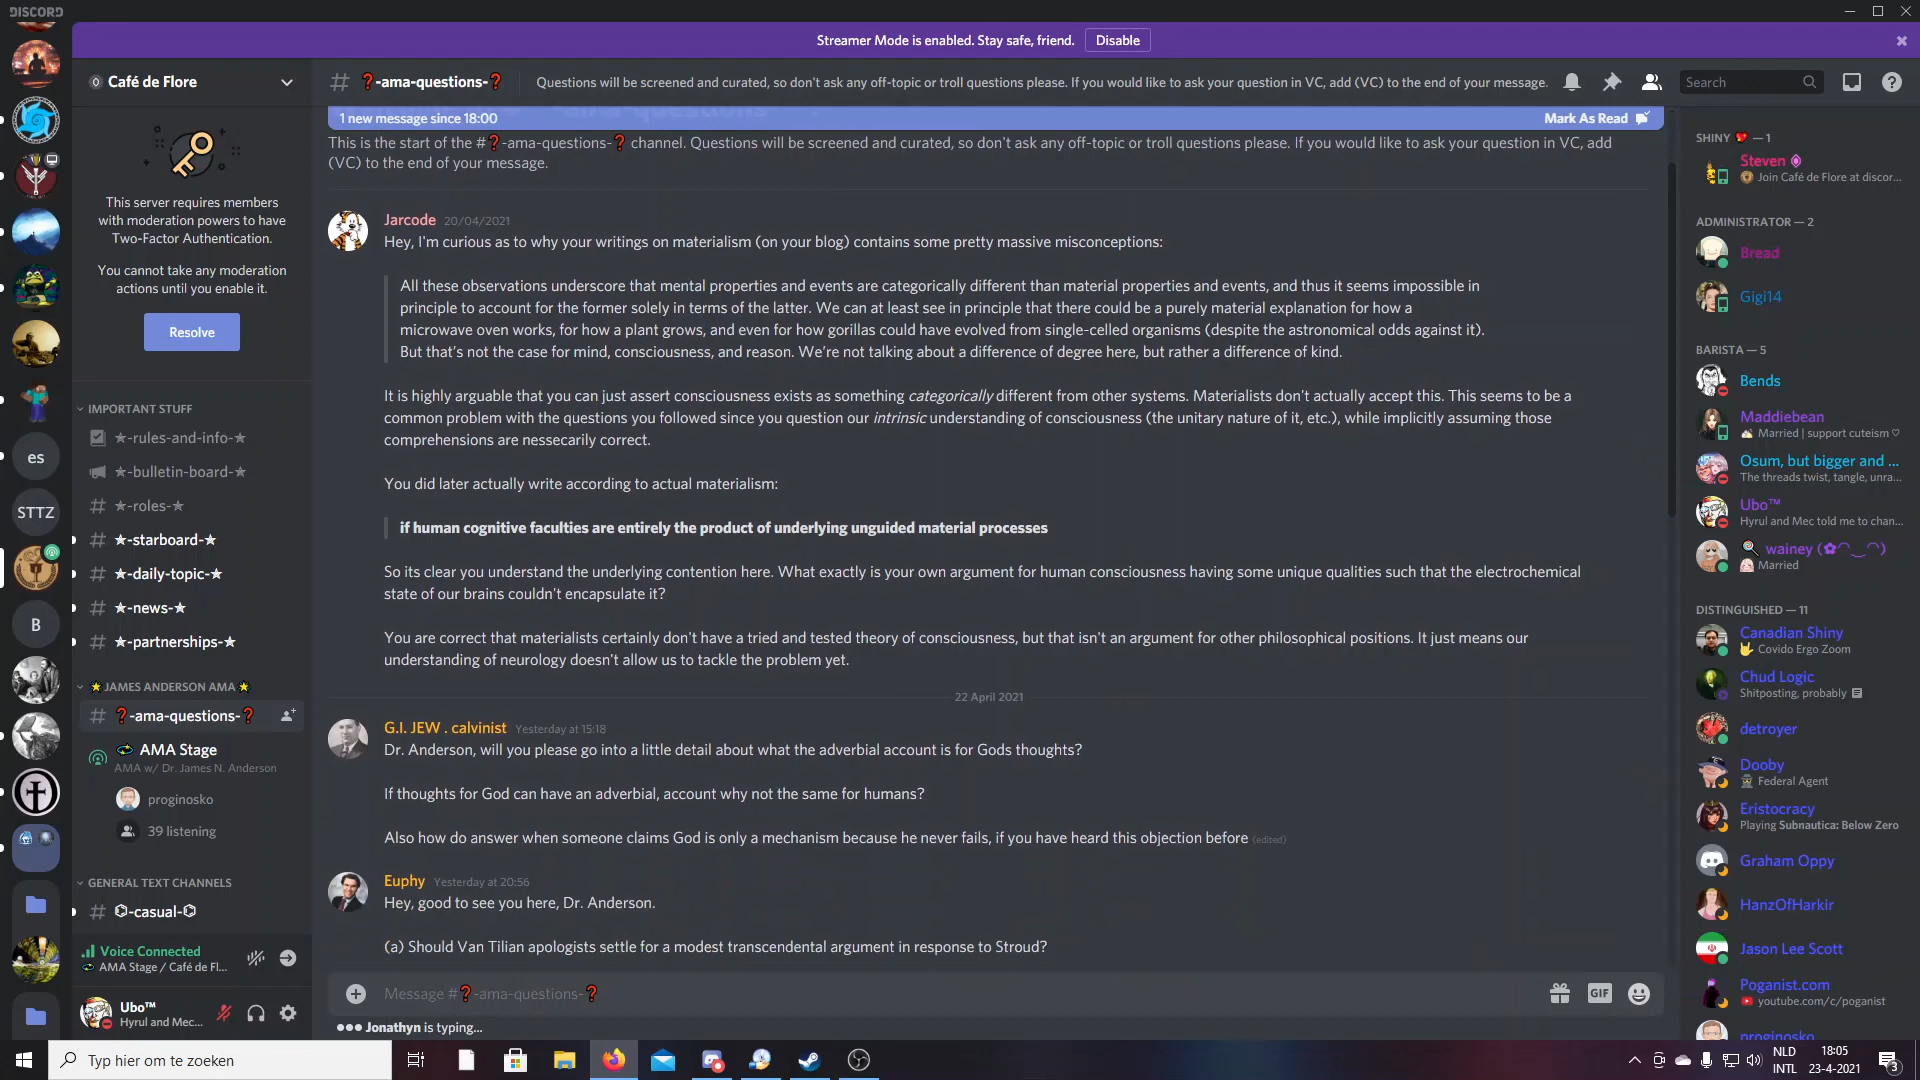 DISCORD
Streamer Mode is enabled. Stay safe, friend.
Disable
Café de Flore
❓-ama-questions-❓
Questions will be screened and curated, so don't ask any off-topic or troll questions please. If you would like to ask your question in VC, add (VC) to the end of your message.
Search
1 new message since 18:00
Mark As Read
This server requires members
with moderation powers to have
Two-Factor Authentication.
You cannot take any moderation
actions until you enable it.
Resolve
IMPORTANT STUFF
★-rules-and-info-★
★-bulletin-board-★
★-roles-★
★-starboard-★
★-daily-topic-★
★-news-★
★-partnerships-★
🌟JAMES ANDERSON AMA🌟
❓-ama-questions-❓
AMA Stage
AMA w/ Dr. James N. Anderson
proginosko
39 listening
GENERAL TEXT CHANNELS
⌬-casual-⌬
Voice Connected
AMA Stage / Café de Fl...
Ubo™
Hyrul and Mec...
es
STTZ
B
This is the start of the #❓-ama-questions-❓ channel. Questions will be screened and curated, so don't ask any off-topic or troll questions please. If you would like to ask your question in VC, add
(VC) to the end of your message.
Jarcode 20/04/2021
Hey, I'm curious as to why your writings on materialism (on your blog) contains some pretty massive misconceptions:
All these observations underscore that mental properties and events are categorically different than material properties and events, and thus it seems impossible in
principle to account for the former solely in terms of the latter. We can at least see in principle that there could be a purely material explanation for how a
microwave oven works, for how a plant grows, and even for how gorillas could have evolved from single-celled organisms (despite the astronomical odds against it).
But that's not the case for mind, consciousness, and reason. We're not talking about a difference of degree here, but rather a difference of kind.
It is highly arguable that you can just assert consciousness exists as something categorically different from other systems. Materialists don't actually accept this. This seems to be a
common problem with the questions you followed since you question our intrinsic understanding of consciousness (the unitary nature of it, etc.), while implicitly assuming those
comprehensions are nessecarily correct.
You did later actually write according to actual materialism:
if human cognitive faculties are entirely the product of underlying unguided material processes
So its clear you understand the underlying contention here. What exactly is your own argument for human consciousness having some unique qualities such that the electrochemical
state of our brains couldn't encapsulate it?
You are correct that materialists certainly don't have a tried and tested theory of consciousness, but that isn't an argument for other philosophical positions. It just means our
understanding of neurology doesn't allow us to tackle the problem yet.
22 April 2021
G.I. JEW . calvinist Yesterday at 15:18
Dr. Anderson, will you please go into a little detail about what the adverbial account is for Gods thoughts?
If thoughts for God can have an adverbial, account why not the same for humans?
Also how do answer when someone claims God is only a mechanism because he never fails, if you have heard this objection before (edited)
Euphy Yesterday at 20:56
Hey, good to see you here, Dr. Anderson.
(a) Should Van Tilian apologists settle for a modest transcendental argument in response to Stroud?
Message #❓-ama-questions-❓
GIF
Jonathyn is typing...
SHINY ❤️ — 1
Steven
Join Café de Flore at discor...
ADMINISTRATOR — 2
Bread
Gigi14
BARISTA — 5
Bends
Maddiebean
Married | support cuteism ♡
Osum, but bigger and ...
The threads twist, tangle, unra...
Ubo™
Hyrul and Mec told me to chan...
🍭 wainey (✿◠‿◠)
Married
DISTINGUISHED — 11
Canadian Shiny
Covido Ergo Zoom
Chud Logic
Shitposting, probably
detroyer
Dooby
Federal Agent
Eristocracy
Playing Subnautica: Below Zero
Graham Oppy
HanzOfHarkir
Jason Lee Scott
Poganist.com
youtube.com/c/poganist
proginosko
Typ hier om te zoeken
NLD
INTL
18:05
23-4-2021
3